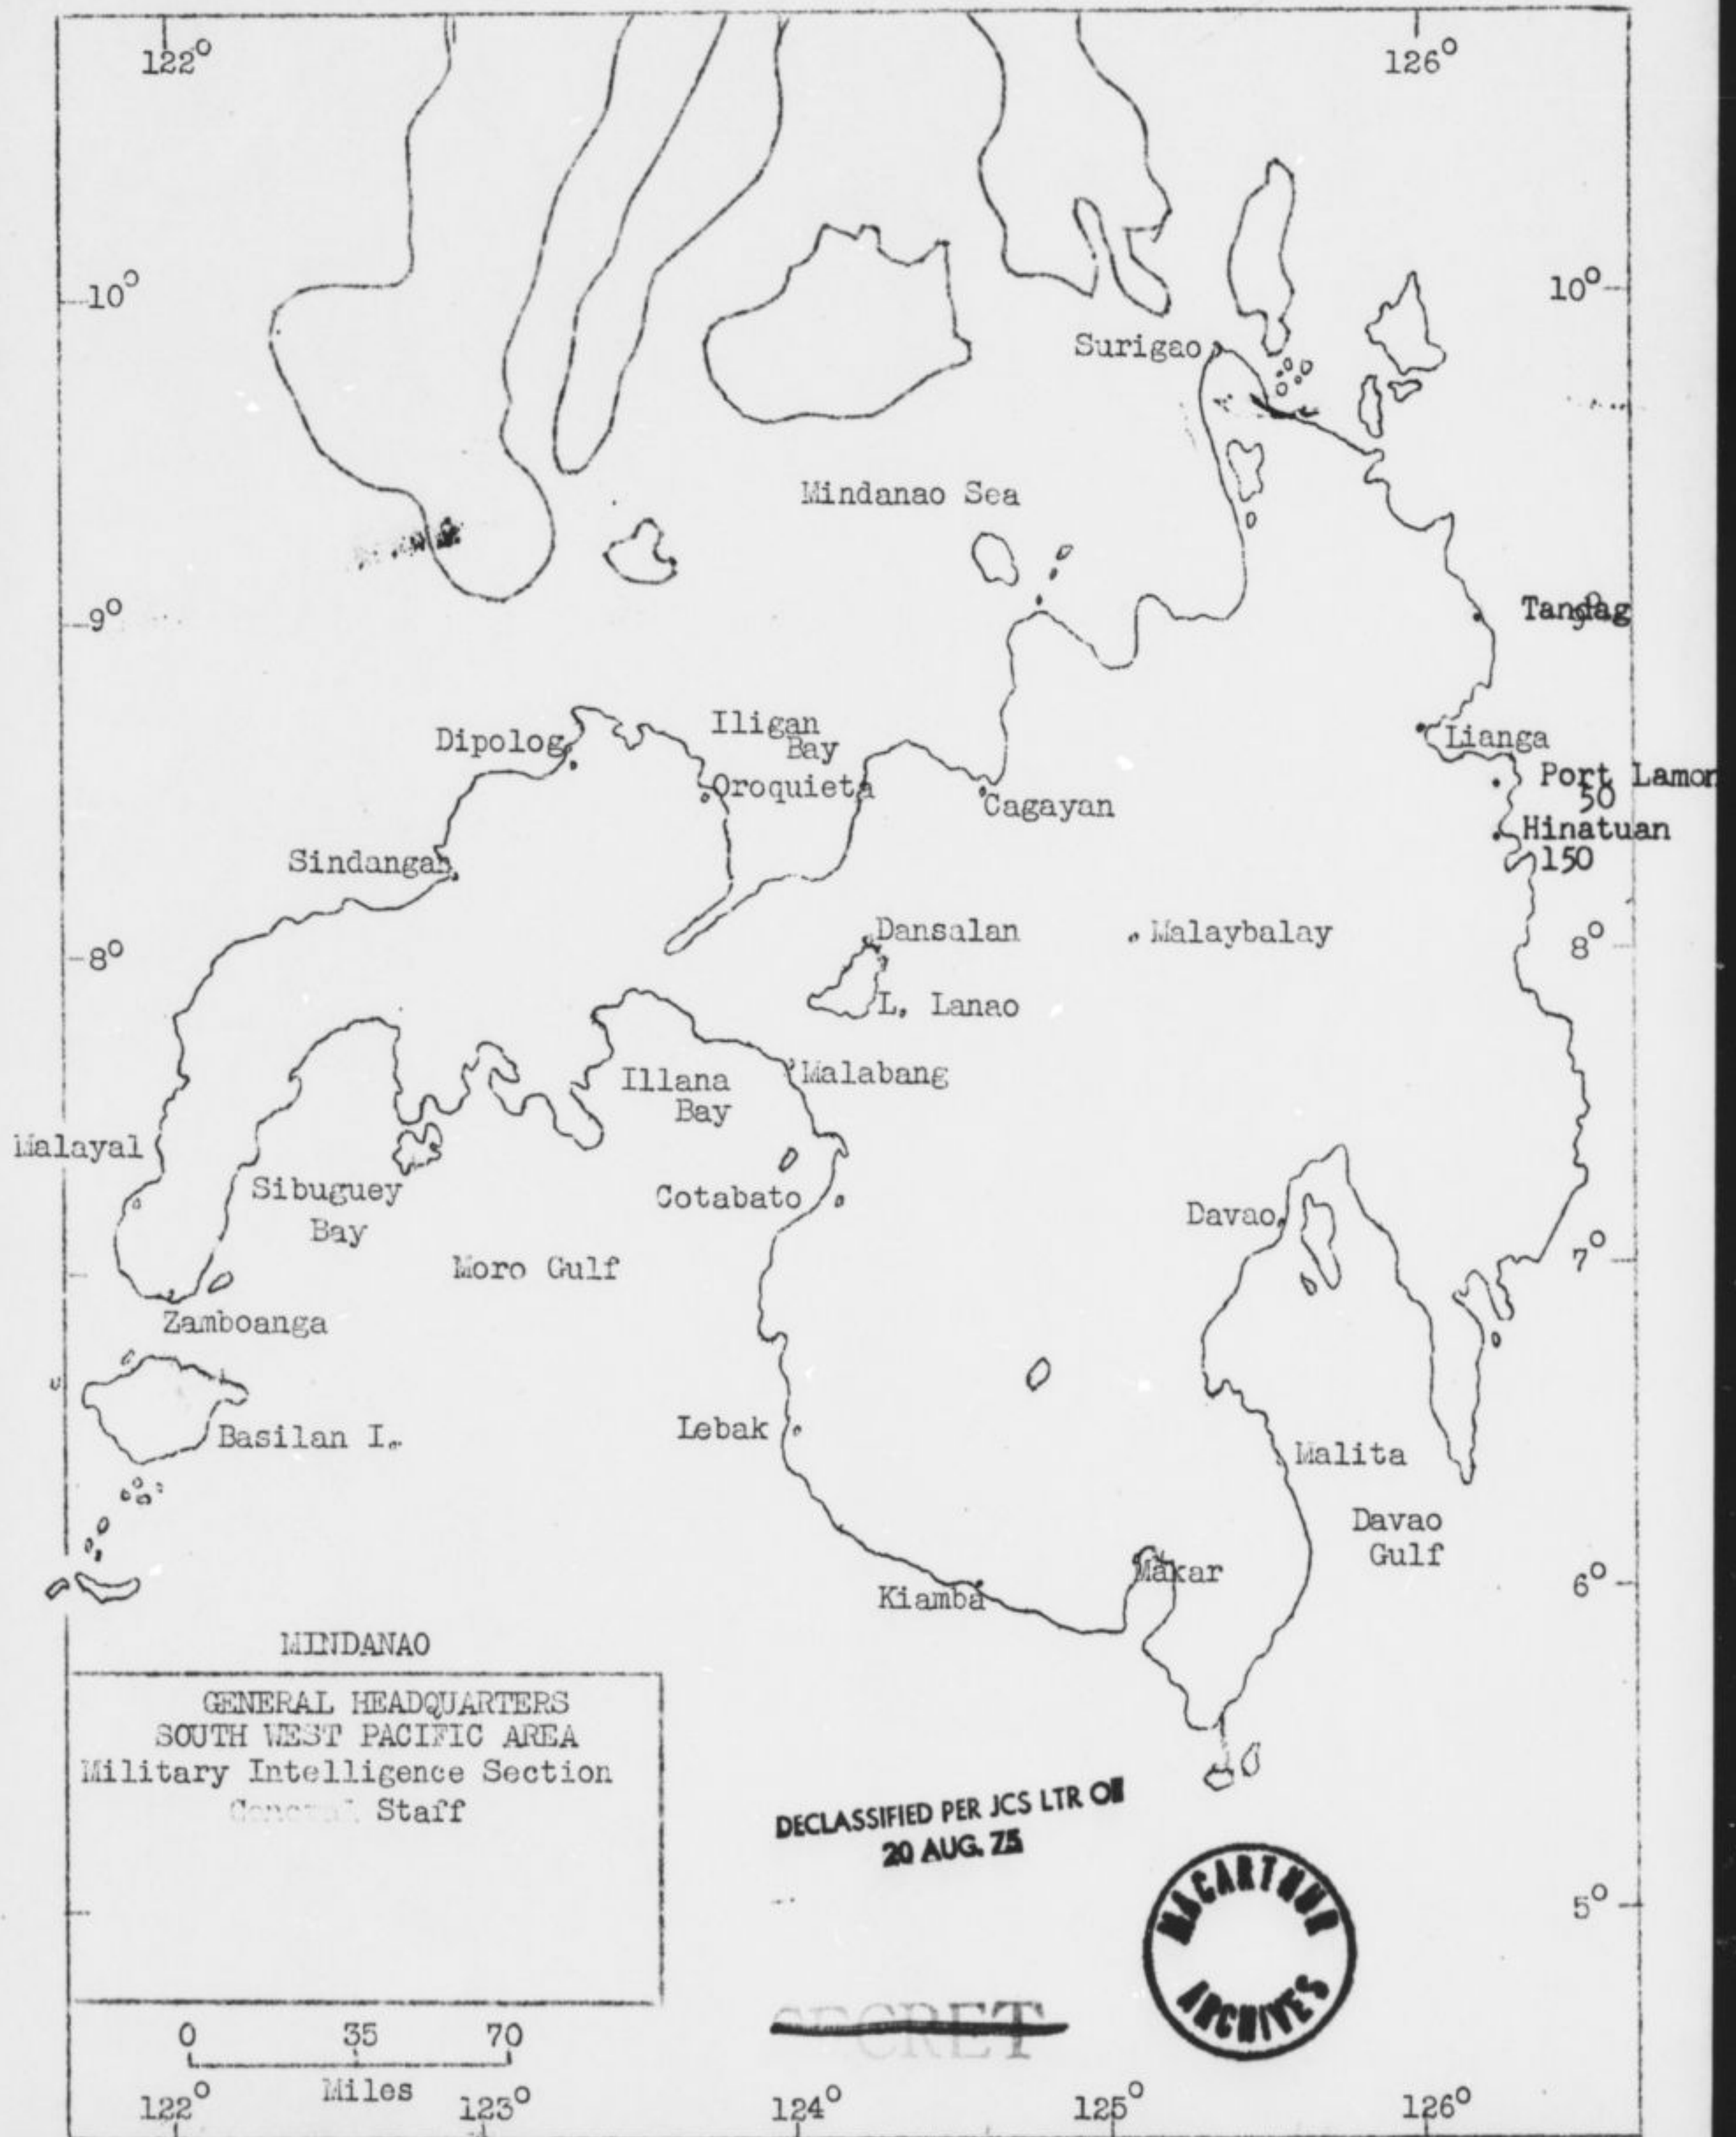 122° 126°
10° 10°
Surigao
Mindanao Sea
9° 9°
Tandag
Iligan
Bay
Dipolog
Lianga
Oroquieta
Port Lamon
50
Cagayan
Hinatuan
150
Sindangan
Dansalan
Malaybalay
8° 8°
L. Lanao
Malabang
Illana
Bay
Malayal
Sibuguey
Bay
Cotabato
Davao
Moro Gulf
7°
Zamboanga
Basilan I.
Lebak
Malita
Davao
Gulf
Makar
Kiamba
6°
MINDANAO
GENERAL HEADQUARTERS
SOUTH WEST PACIFIC AREA
Military Intelligence Section
General Staff
DECLASSIFIED PER JCS LTR OF
20 AUG. 75
MACARTHUR
ARCHIVES
5°
SECRET
0 35 70
Miles
122° 123° 124° 125° 126°